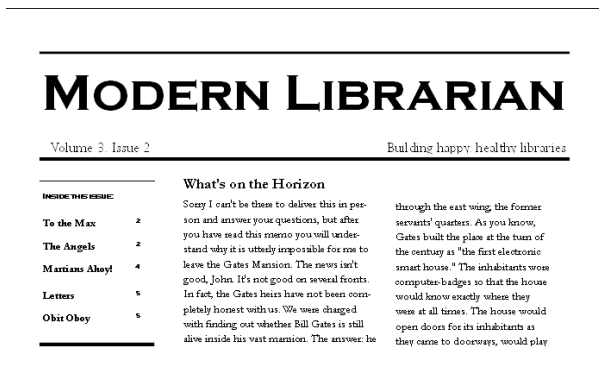 MODERN LIBRARIAN
Volume 3, Issue 2
Building happy, healthy libraries
INSIDE THIS ISSUE:
To the Max 2
The Angels 2
Martians Ahoy! 4
Letters 5
Obit Oboy 5
What's on the Horizon
Sorry I can't be there to deliver this in per-
son and answer your questions, but after
you have read this memo you will under-
stand why it is utterly impossible for me to
leave the Gates Mansion. The news isn't
good, John. It's not good on several fronts.
In fact, the Gates heirs have not been com-
pletely honest with us. We were charged
with finding out whether Bill Gates is still
alive inside his vast mansion. The answer: he
through the east wing, the former
servants' quarters. As you know,
Gates built the place at the turn of
the century as "the first electronic
smart house." The inhabitants wore
computer-badges so that the house
would know exactly where they
were at all times. The house would
open doors for its inhabitants as
they came to doorways, would play